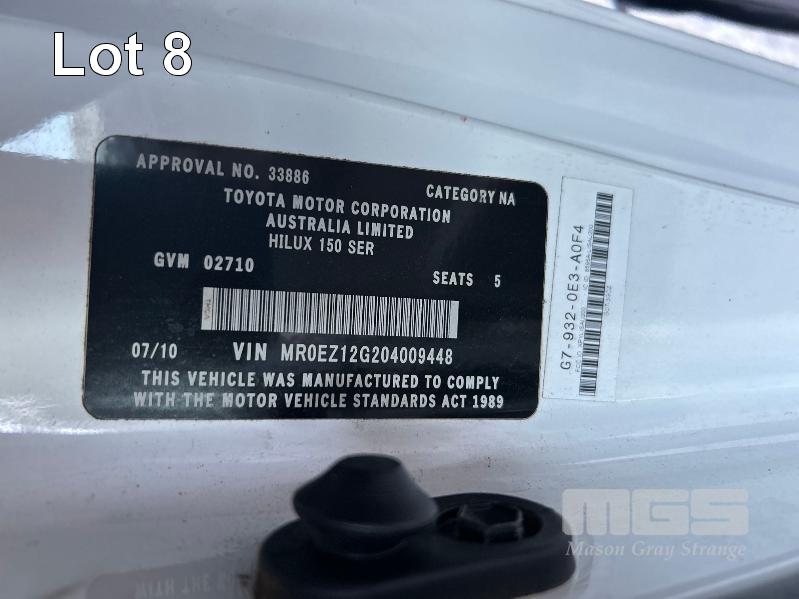 Lot 8
APPROVAL NO. 33886
CATEGORY NA
TOYOTA MOTOR CORPORATION
AUSTRALIA LIMITED
HILUX 150 SER
GVM 02710
SEATS 5
07/10 VIN MR0EZ12G204009448
THIS VEHICLE WAS MANUFACTURED TO COMPLY
WITH THE MOTOR VEHICLE STANDARDS ACT 1989
G7-932-0E3-A0F4
MGS
Mason Gray Strange